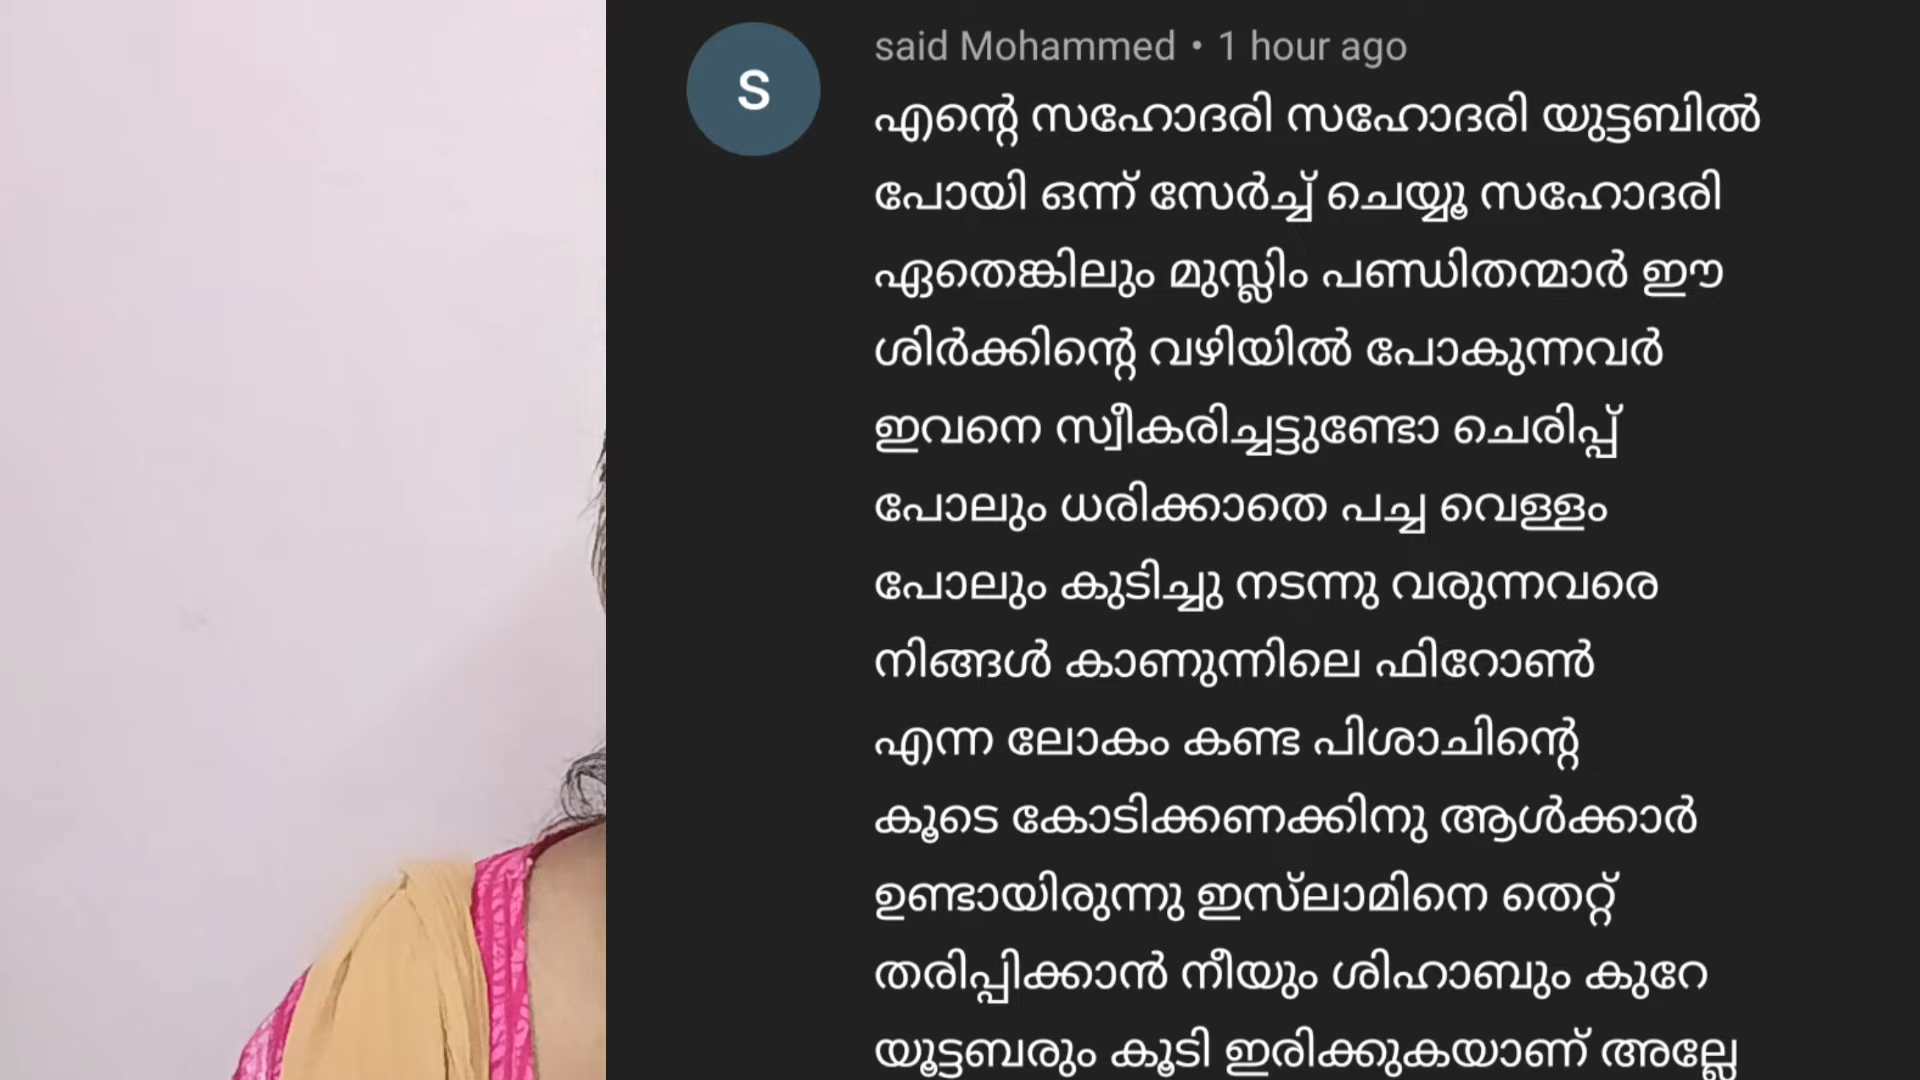 S
said Mohammed • 1 hour ago
എന്റെ സഹോദരി സഹോദരി യുട്ടബിൽ
പോയി ഒന്ന് സേർച്ച് ചെയ്യൂ സഹോദരി
ഏതെങ്കിലും മുസ്ലിം പണ്ഡിതന്മാർ ഈ
ശിർക്കിന്റെ വഴിയിൽ പോകുന്നവർ
ഇവനെ സ്വീകരിച്ചട്ടുണ്ടോ ചെരിപ്പ്
പോലും ധരിക്കാതെ പച്ച വെള്ളം
പോലും കുടിച്ചു നടന്നു വരുന്നവരെ
നിങ്ങൾ കാണുന്നിലെ ഫിറോൺ
എന്ന ലോകം കണ്ട പിശാചിന്റെ
കൂടെ കോടിക്കണക്കിനു ആൾക്കാർ
ഉണ്ടായിരുന്നു ഇസ്‌ലാമിനെ തെറ്റ്
തരിപ്പിക്കാൻ നീയും ശിഹാബും കുറേ
യൂട്ടബരും കൂടി ഇരിക്കുകയാണ് അല്ലേ